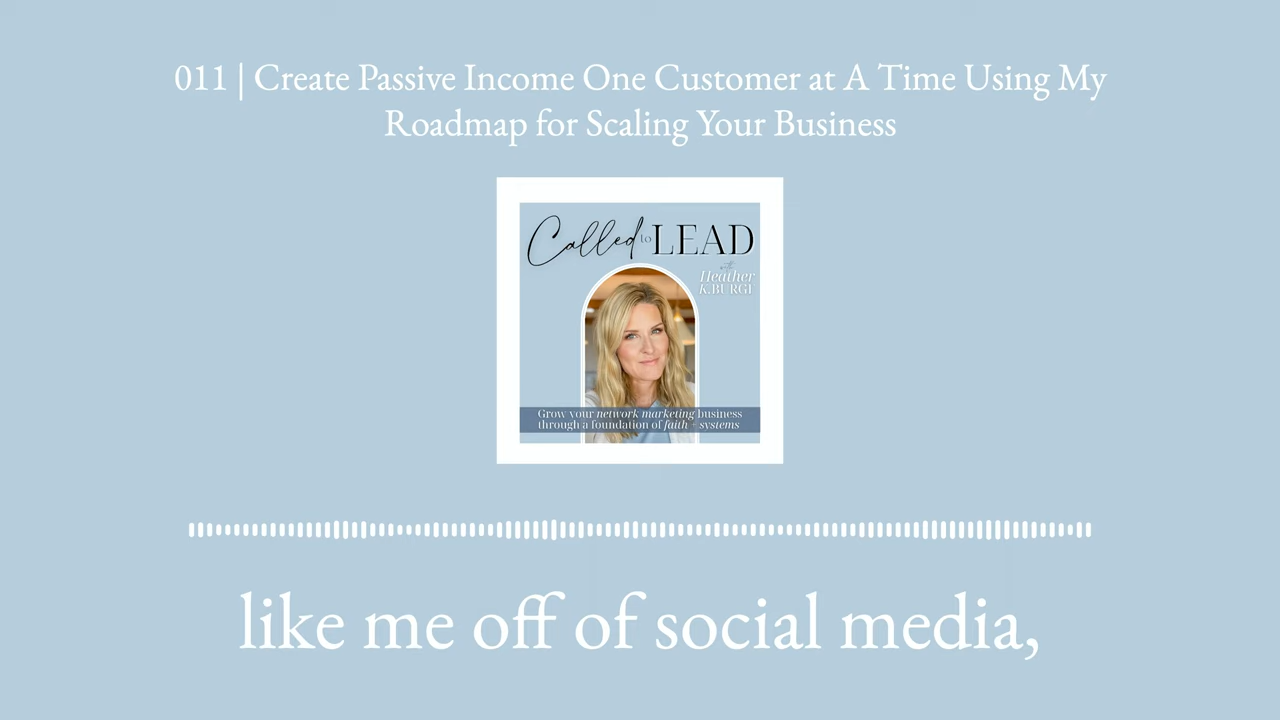 011 | Create Passive Income One Customer at A Time Using My
Roadmap for Scaling Your Business
Called to LEAD
with
Heather
K.BURGE
Grow your network marketing business
through a foundation of faith + systems
like me off of social media,